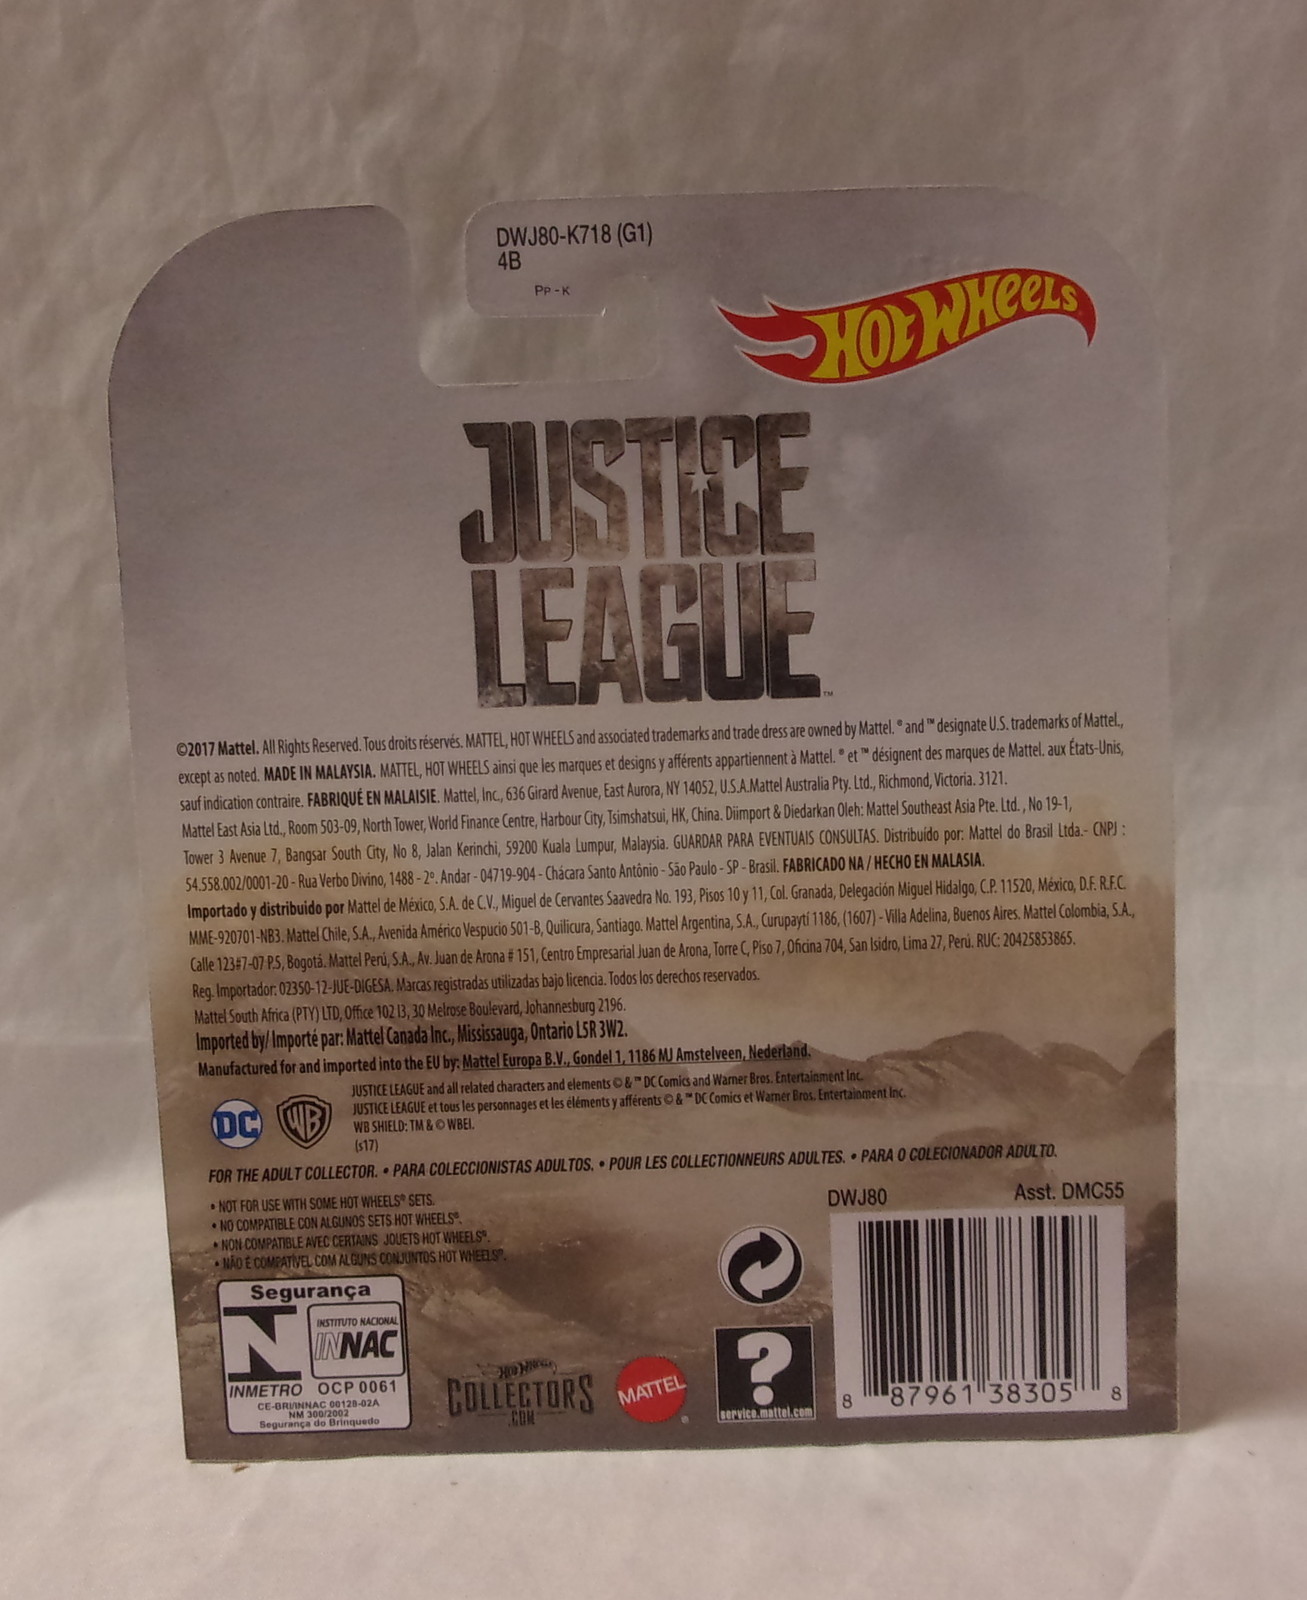 DWJ80-K718 (G1)
4B
PP - K
HOT WHEELS
JUSTICE
LEAGUE™
©2017 Mattel. All Rights Reserved. Tous droits réservés. MATTEL, HOT WHEELS and associated trademarks and trade dress are owned by Mattel. ® and ™ designate U.S. trademarks of Mattel.,
except as noted. MADE IN MALAYSIA. MATTEL, HOT WHEELS ainsi que les marques et designs y afférents appartiennent à Mattel. ® et ™ désignent des marques de Mattel. aux États-Unis,
sauf indication contraire. FABRIQUÉ EN MALAISIE. Mattel, Inc., 636 Girard Avenue, East Aurora, NY 14052, U.S.A.Mattel Australia Pty. Ltd., Richmond, Victoria. 3121.
Mattel East Asia Ltd., Room 503-09, North Tower, World Finance Centre, Harbour City, Tsimshatsui, HK, China. Diimport & Diedarkan Oleh: Mattel Southeast Asia Pte. Ltd. , No 19-1,
Tower 3 Avenue 7, Bangsar South City, No 8, Jalan Kerinchi, 59200 Kuala Lumpur, Malaysia. GUARDAR PARA EVENTUAIS CONSULTAS. Distribuido por: Mattel do Brasil Ltda.- CNPJ :
54.558.002/0001-20 - Rua Verbo Divino, 1488 - 2º. Andar - 04719-904 - Chácara Santo Antônio - São Paulo - SP - Brasil. FABRICADO NA / HECHO EN MALASIA.
Importado y distribuido por Mattel de México, S.A. de C.V., Miguel de Cervantes Saavedra No. 193, Pisos 10 y 11, Col. Granada, Delegación Miguel Hidalgo, C.P. 11520, México, D.F. R.F.C.
MME-920701-NB3. Mattel Chile, S.A., Avenida Américo Vespucio 501-B, Quilicura, Santiago. Mattel Argentina, S.A., Curupaytí 1186, (1607) - Villa Adelina, Buenos Aires. Mattel Colombia, S.A.,
Calle 123#7-07 P.5, Bogotá. Mattel Perú, S.A., Av. Juan de Arona # 151, Centro Empresarial Juan de Arona, Torre C, Piso 7, Oficina 704, San Isidro, Lima 27, Perú. RUC: 20425853865.
Reg. Importador: 02350-12-JUE-DIGESA. Marcas registradas utilizadas bajo licencia. Todos los derechos reservados.
Mattel South Africa (PTY) LTD, Office 102 I3, 30 Melrose Boulevard, Johannesburg 2196.
Imported by/ Importé par: Mattel Canada Inc., Mississauga, Ontario L5R 3W2.
Manufactured for and imported into the EU by: Mattel Europa B.V., Gondel 1, 1186 MJ Amstelveen, Nederland.
DC WB
JUSTICE LEAGUE and all related characters and elements © & ™ DC Comics and Warner Bros. Entertainment Inc.
JUSTICE LEAGUE et tous les personnages et les éléments y afférents © & ™ DC Comics et Warner Bros. Entertainment Inc.
WB SHIELD: TM & © WBEI.
(s17)
FOR THE ADULT COLLECTOR. • PARA COLECCIONISTAS ADULTOS. • POUR LES COLLECTIONNEURS ADULTES. • PARA O COLECIONADOR ADULTO.
• NOT FOR USE WITH SOME HOT WHEELS® SETS.
• NO COMPATIBLE CON ALGUNOS SETS HOT WHEELS®.
• NON COMPATIBLE AVEC CERTAINS JOUETS HOT WHEELS®.
• NÃO É COMPATÍVEL COM ALGUNS CONJUNTOS HOT WHEELS®.
DWJ80 Asst. DMC55
Segurança
INSTITUTO NACIONAL
INNAC
INMETRO OCP 0061
CE-BRI/INNAC 00128-02A
NM 300/2002
Segurança do Brinquedo
HOT WHEELS
COLLECTORS
.COM
MATTEL®
?
service.mattel.com
8 87961 38305 8